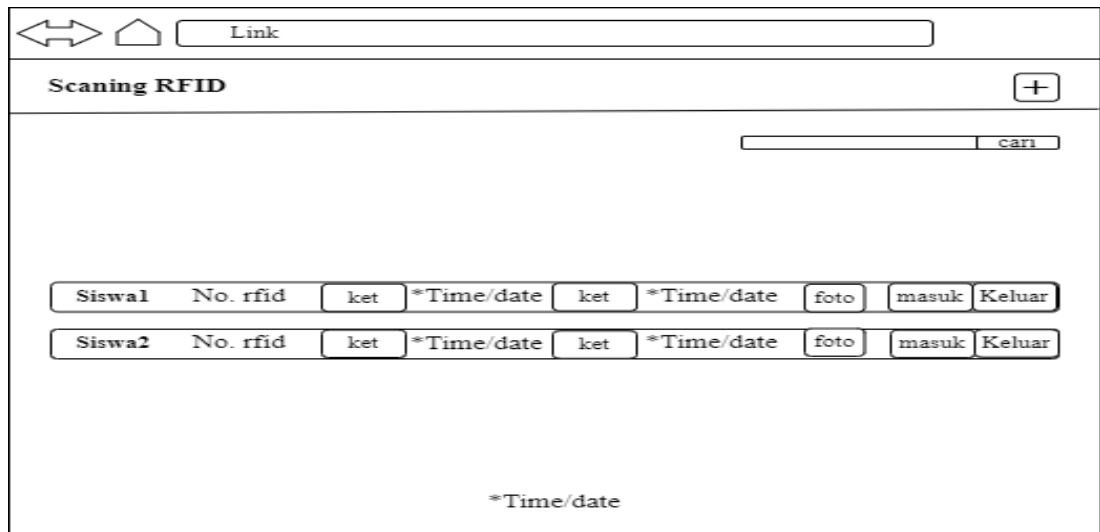 Link
Scaning RFID +
cari
Siswa1 No. rfid ket *Time/date ket *Time/date foto masuk Keluar
Siswa2 No. rfid ket *Time/date ket *Time/date foto masuk Keluar
*Time/date